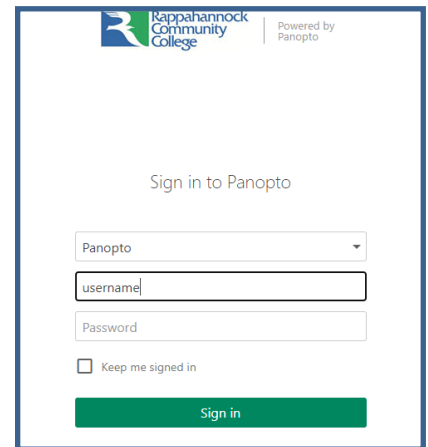 Rappahannock
Community
College
Powered by
Panopto
Sign in to Panopto
Panopto
username
Password
Keep me signed in
Sign in